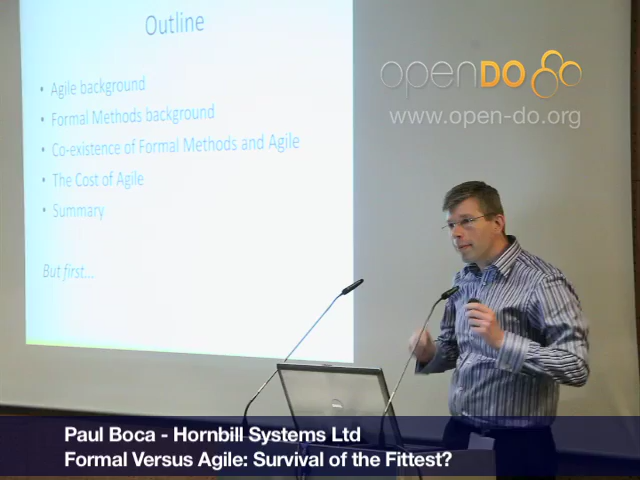 Outline
• Agile background
• Formal Methods background
• Co-existence of Formal Methods and Agile
• The Cost of Agile
• Summary
But first...
openDO
www.open-do.org
Paul Boca - Hornbill Systems Ltd
Formal Versus Agile: Survival of the Fittest?